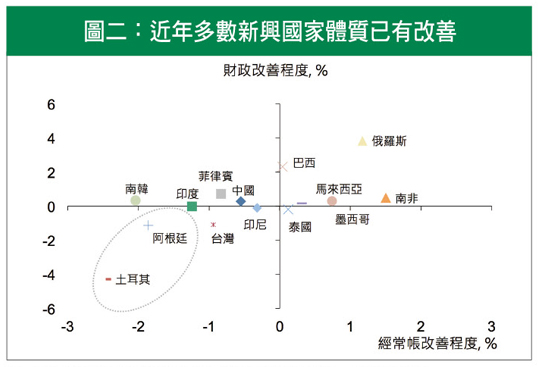 圖二：近年多數新興國家體質已有改善
財政改善程度, %
6
4
俄羅斯
2
巴西
菲律賓
南韓
印度
中國
馬來西亞
南非
0
阿根廷
台灣
印尼
泰國
墨西哥
-2
-4
土耳其
-6
-3
-2
-1
0
1
2
3
經常帳改善程度, %